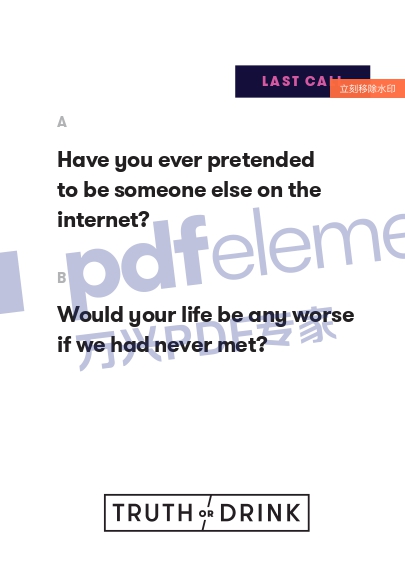 LAST CALL
立刻移除水印
A
Have you ever pretended
to be someone else on the
internet?
pdfeleme
B
Would your life be any worse
if we had never met?
万兴PDF专家
TRUTH OR DRINK